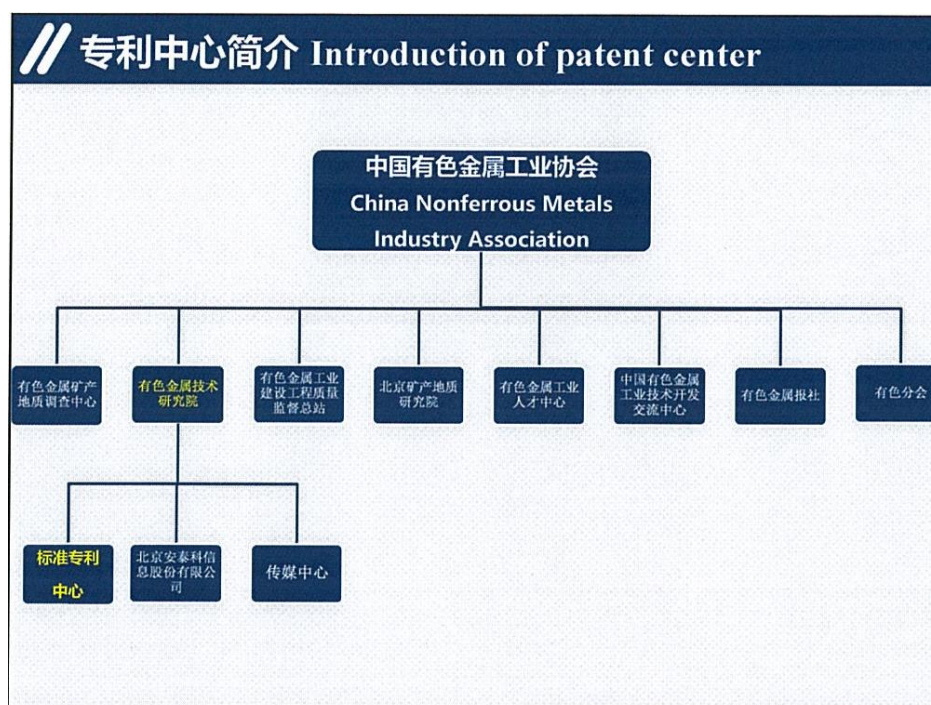 专利中心简介 Introduction of patent center
中国有色金属工业协会
China Nonferrous Metals
Industry Association
有色金属矿产
地质调查中心
有色金属技术
研究院
有色金属工业
建设工程质量
监督总站
北京矿产地质
研究院
有色金属工业
人才中心
中国有色金属
工业技术开发
交流中心
有色金属报社
有色分会
标准专利
中心
北京安泰科信
息股份有限公
司
传媒中心